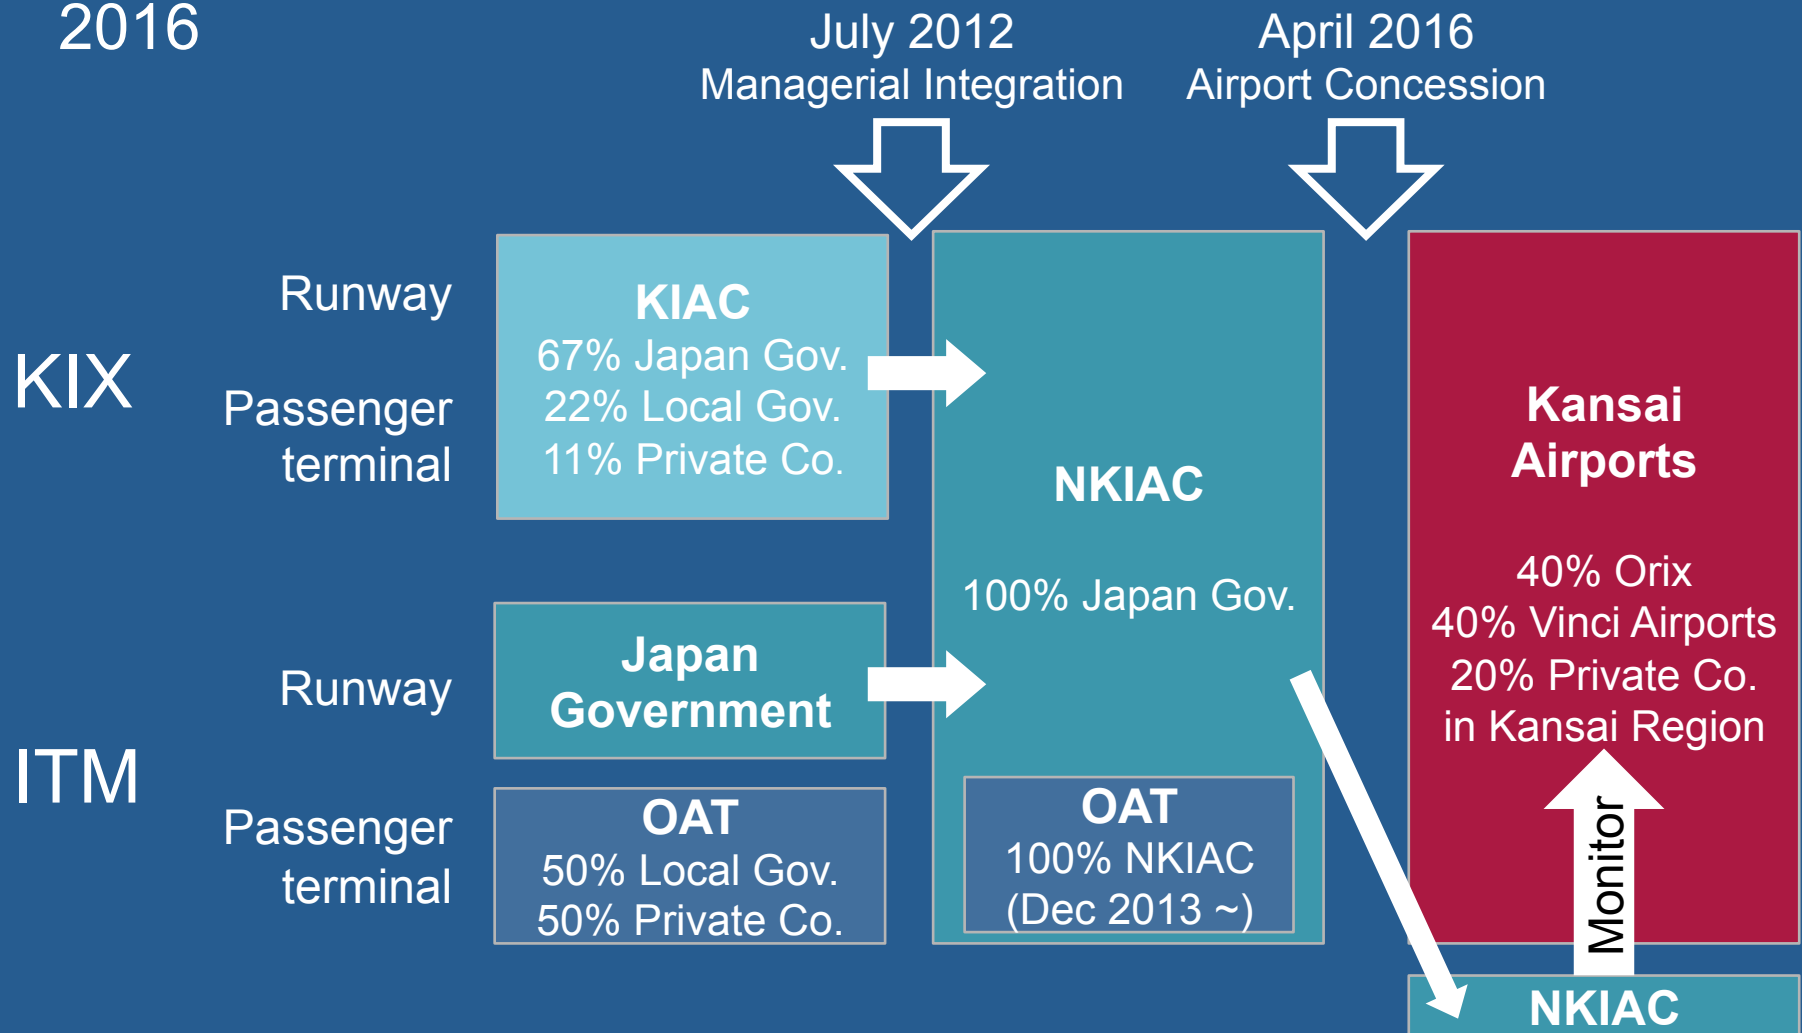 2016
July 2012
Managerial Integration
April 2016
Airport Concession
KIX
Runway
Passenger
terminal
KIAC
67% Japan Gov.
22% Local Gov.
11% Private Co.
ITM
Runway
Passenger
terminal
Japan
Government
OAT
50% Local Gov.
50% Private Co.
NKIAC
100% Japan Gov.
OAT
100% NKIAC
(Dec 2013 ~)
Kansai
Airports
40% Orix
40% Vinci Airports
20% Private Co.
in Kansai Region
Monitor
NKIAC